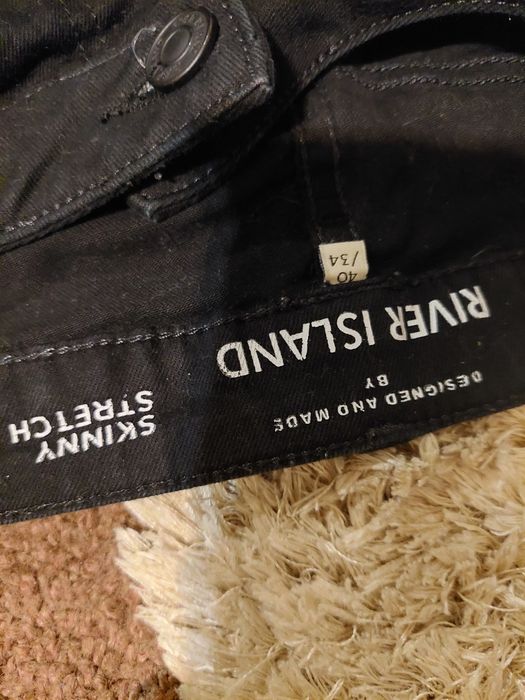 40
/34
DESIGNED AND MADE
BY
RIVER ISLAND
SKINNY
STRETCH